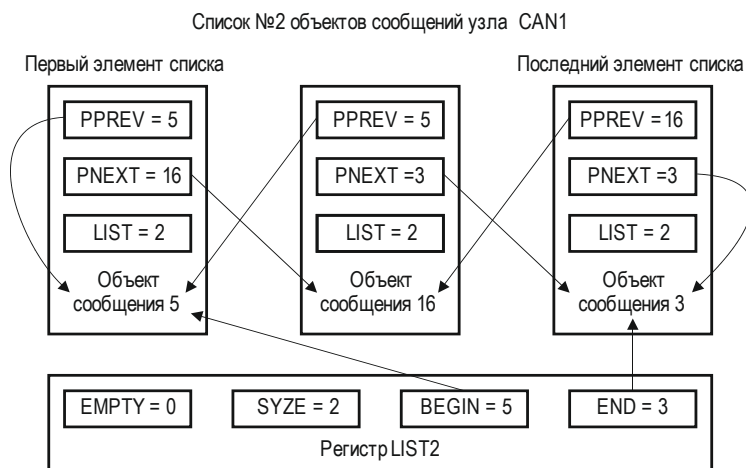 Список №2 объектов сообщений узла CAN1
Первый элемент списка
Последний элемент списка
PPREV = 5
PNEXT = 16
LIST = 2
Объект
сообщения 5
PPREV = 5
PNEXT =3
LIST = 2
Объект
сообщения 16
PPREV =16
PNEXT =3
LIST = 2
Объект
сообщения 3
EMPTY = 0
SYZE = 2
BEGIN = 5
END = 3
Регистр LIST2